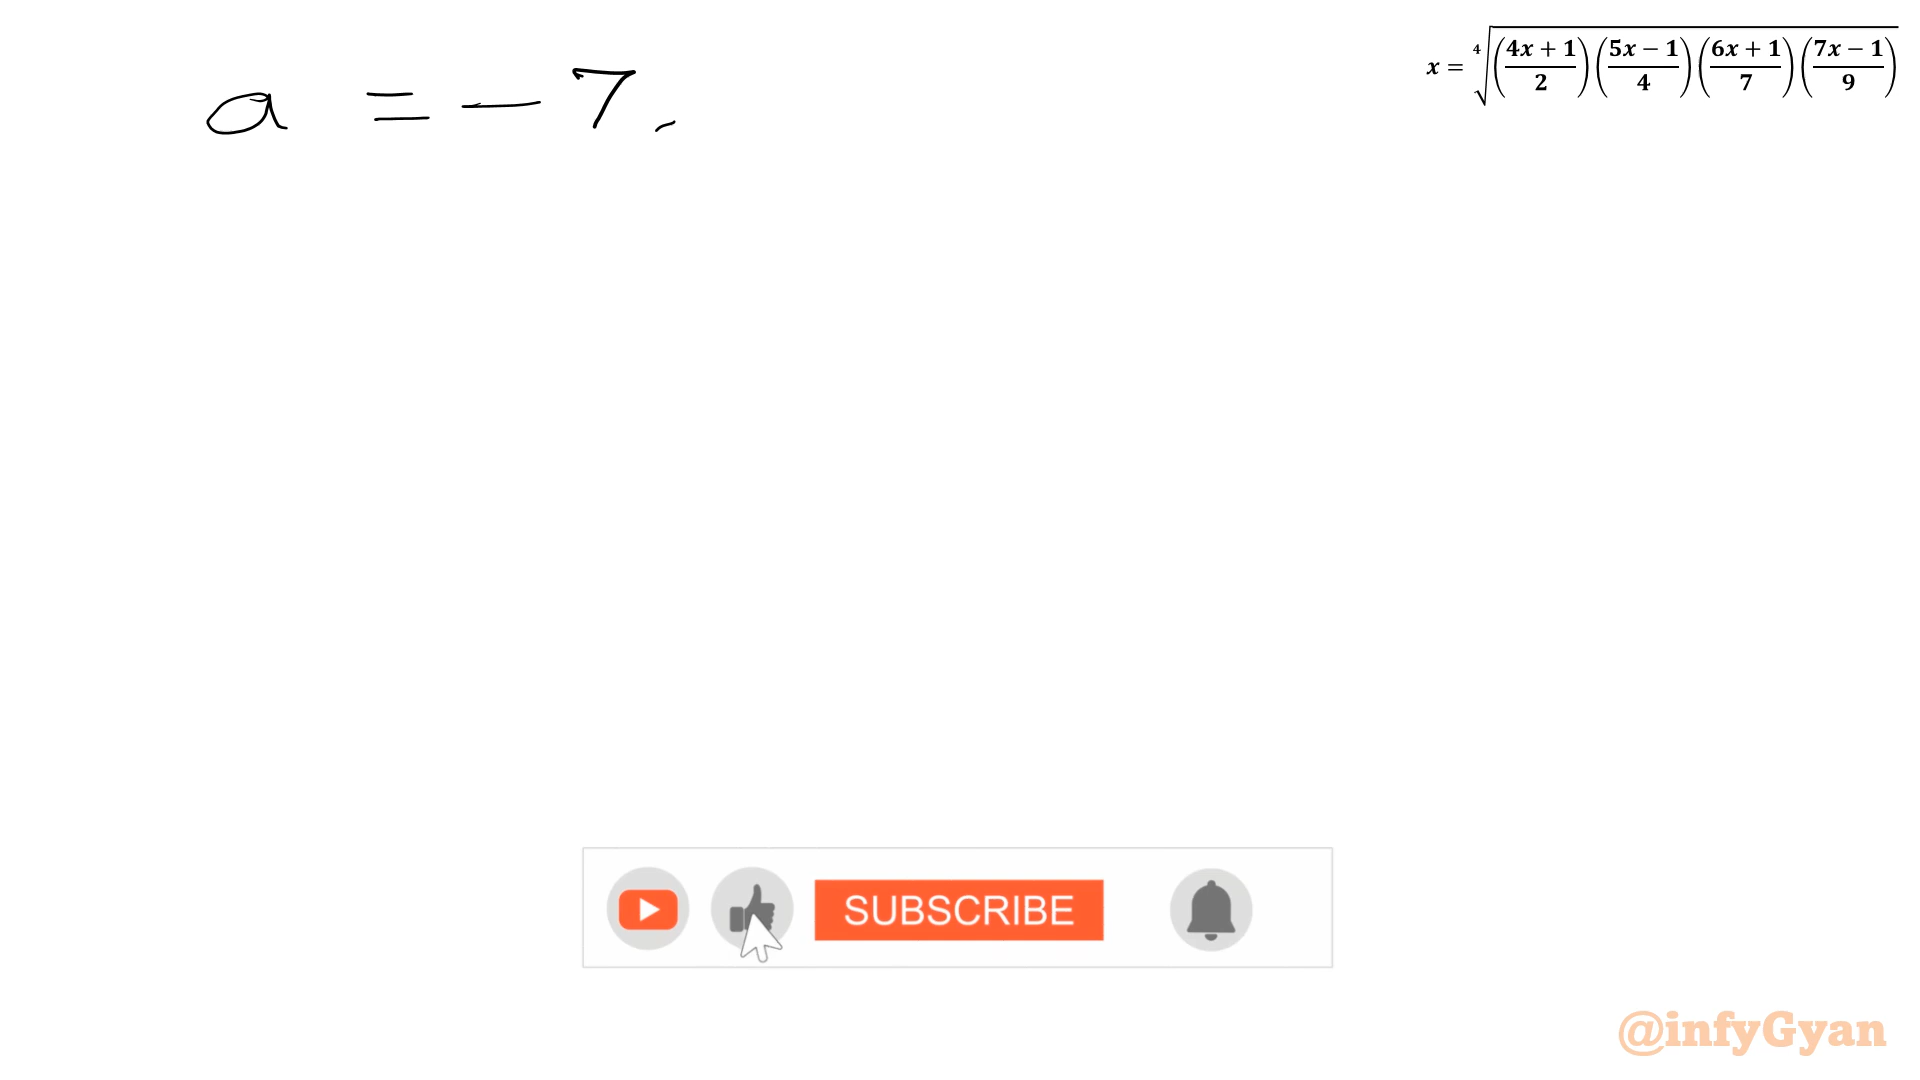 x = ⁴√((4x + 1)/2)((5x − 1)/4)((6x + 1)/7)((7x − 1)/9)
a = − 7.
SUBSCRIBE
@infyGyan